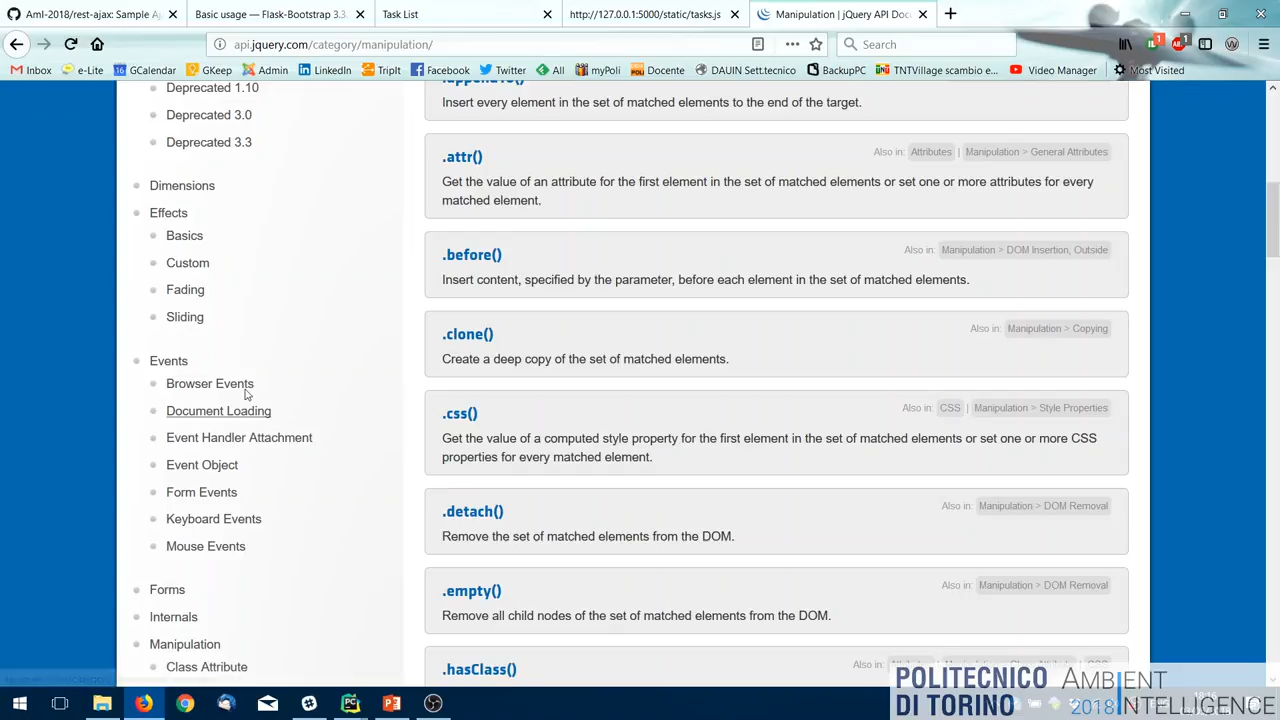 AmI-2018/rest-ajax: Sample Aj
Basic usage — Flask-Bootstrap 3.3.
Task List
http://127.0.0.1:5000/static/tasks.js
Manipulation | jQuery API Doc
api.jquery.com/category/manipulation/
Search
Inbox
e-Lite
GCalendar
GKeep
Admin
LinkedIn
TripIt
Facebook
Twitter
All
myPoli
Docente
DAUIN Sett.tecnico
BackupPC
TNTVillage scambio e...
Video Manager
Most Visited
Deprecated 1.10
Deprecated 3.0
Deprecated 3.3
Dimensions
Effects
Basics
Custom
Fading
Sliding
Events
Browser Events
Document Loading
Event Handler Attachment
Event Object
Form Events
Keyboard Events
Mouse Events
Forms
Internals
Manipulation
Class Attribute
Insert every element in the set of matched elements to the end of the target.
.attr()
Also in: Attributes | Manipulation > General Attributes
Get the value of an attribute for the first element in the set of matched elements or set one or more attributes for every
matched element.
.before()
Also in: Manipulation > DOM Insertion, Outside
Insert content, specified by the parameter, before each element in the set of matched elements.
.clone()
Also in: Manipulation > Copying
Create a deep copy of the set of matched elements.
.css()
Also in: CSS | Manipulation > Style Properties
Get the value of a computed style property for the first element in the set of matched elements or set one or more CSS
properties for every matched element.
.detach()
Also in: Manipulation > DOM Removal
Remove the set of matched elements from the DOM.
.empty()
Also in: Manipulation > DOM Removal
Remove all child nodes of the set of matched elements from the DOM.
.hasClass()
Also in:
POLITECNICO
DI TORINO
AMBIENT
2018 INTELLIGENCE
18:16